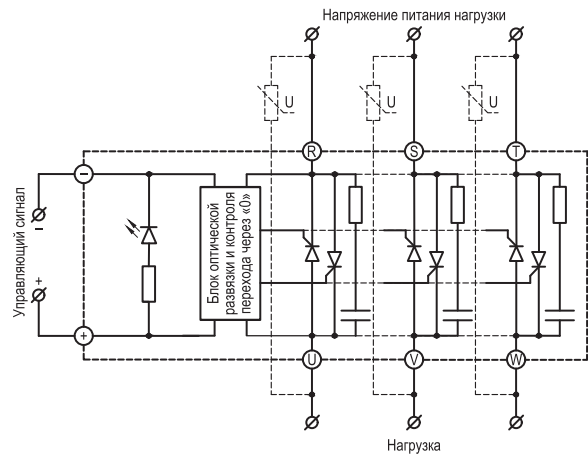 Напряжение питания нагрузки
U
U
U
R
S
T
−
−
Управляющий сигнал
+
+
Блок оптической
развязки и контроля
перехода через «0»
U
V
W
Нагрузка